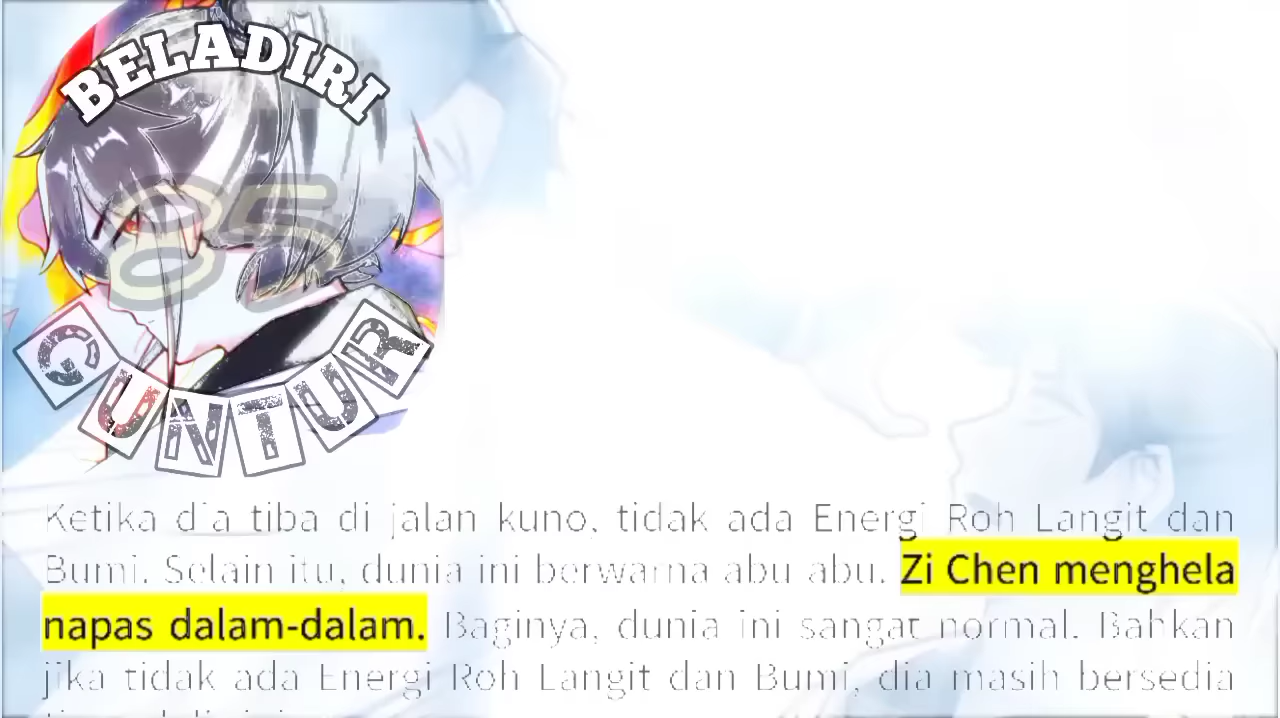 BELADIRI
85
GUNTUR
Ketika dia tiba di jalan kuno, tidak ada Energi Roh Langit dan
Bumi. Selain itu, dunia ini berwarna abu abu. Zi Chen menghela
napas dalam-dalam. Baginya, dunia ini sangat normal. Bahkan
jika tidak ada Energi Roh Langit dan Bumi, dia masih bersedia